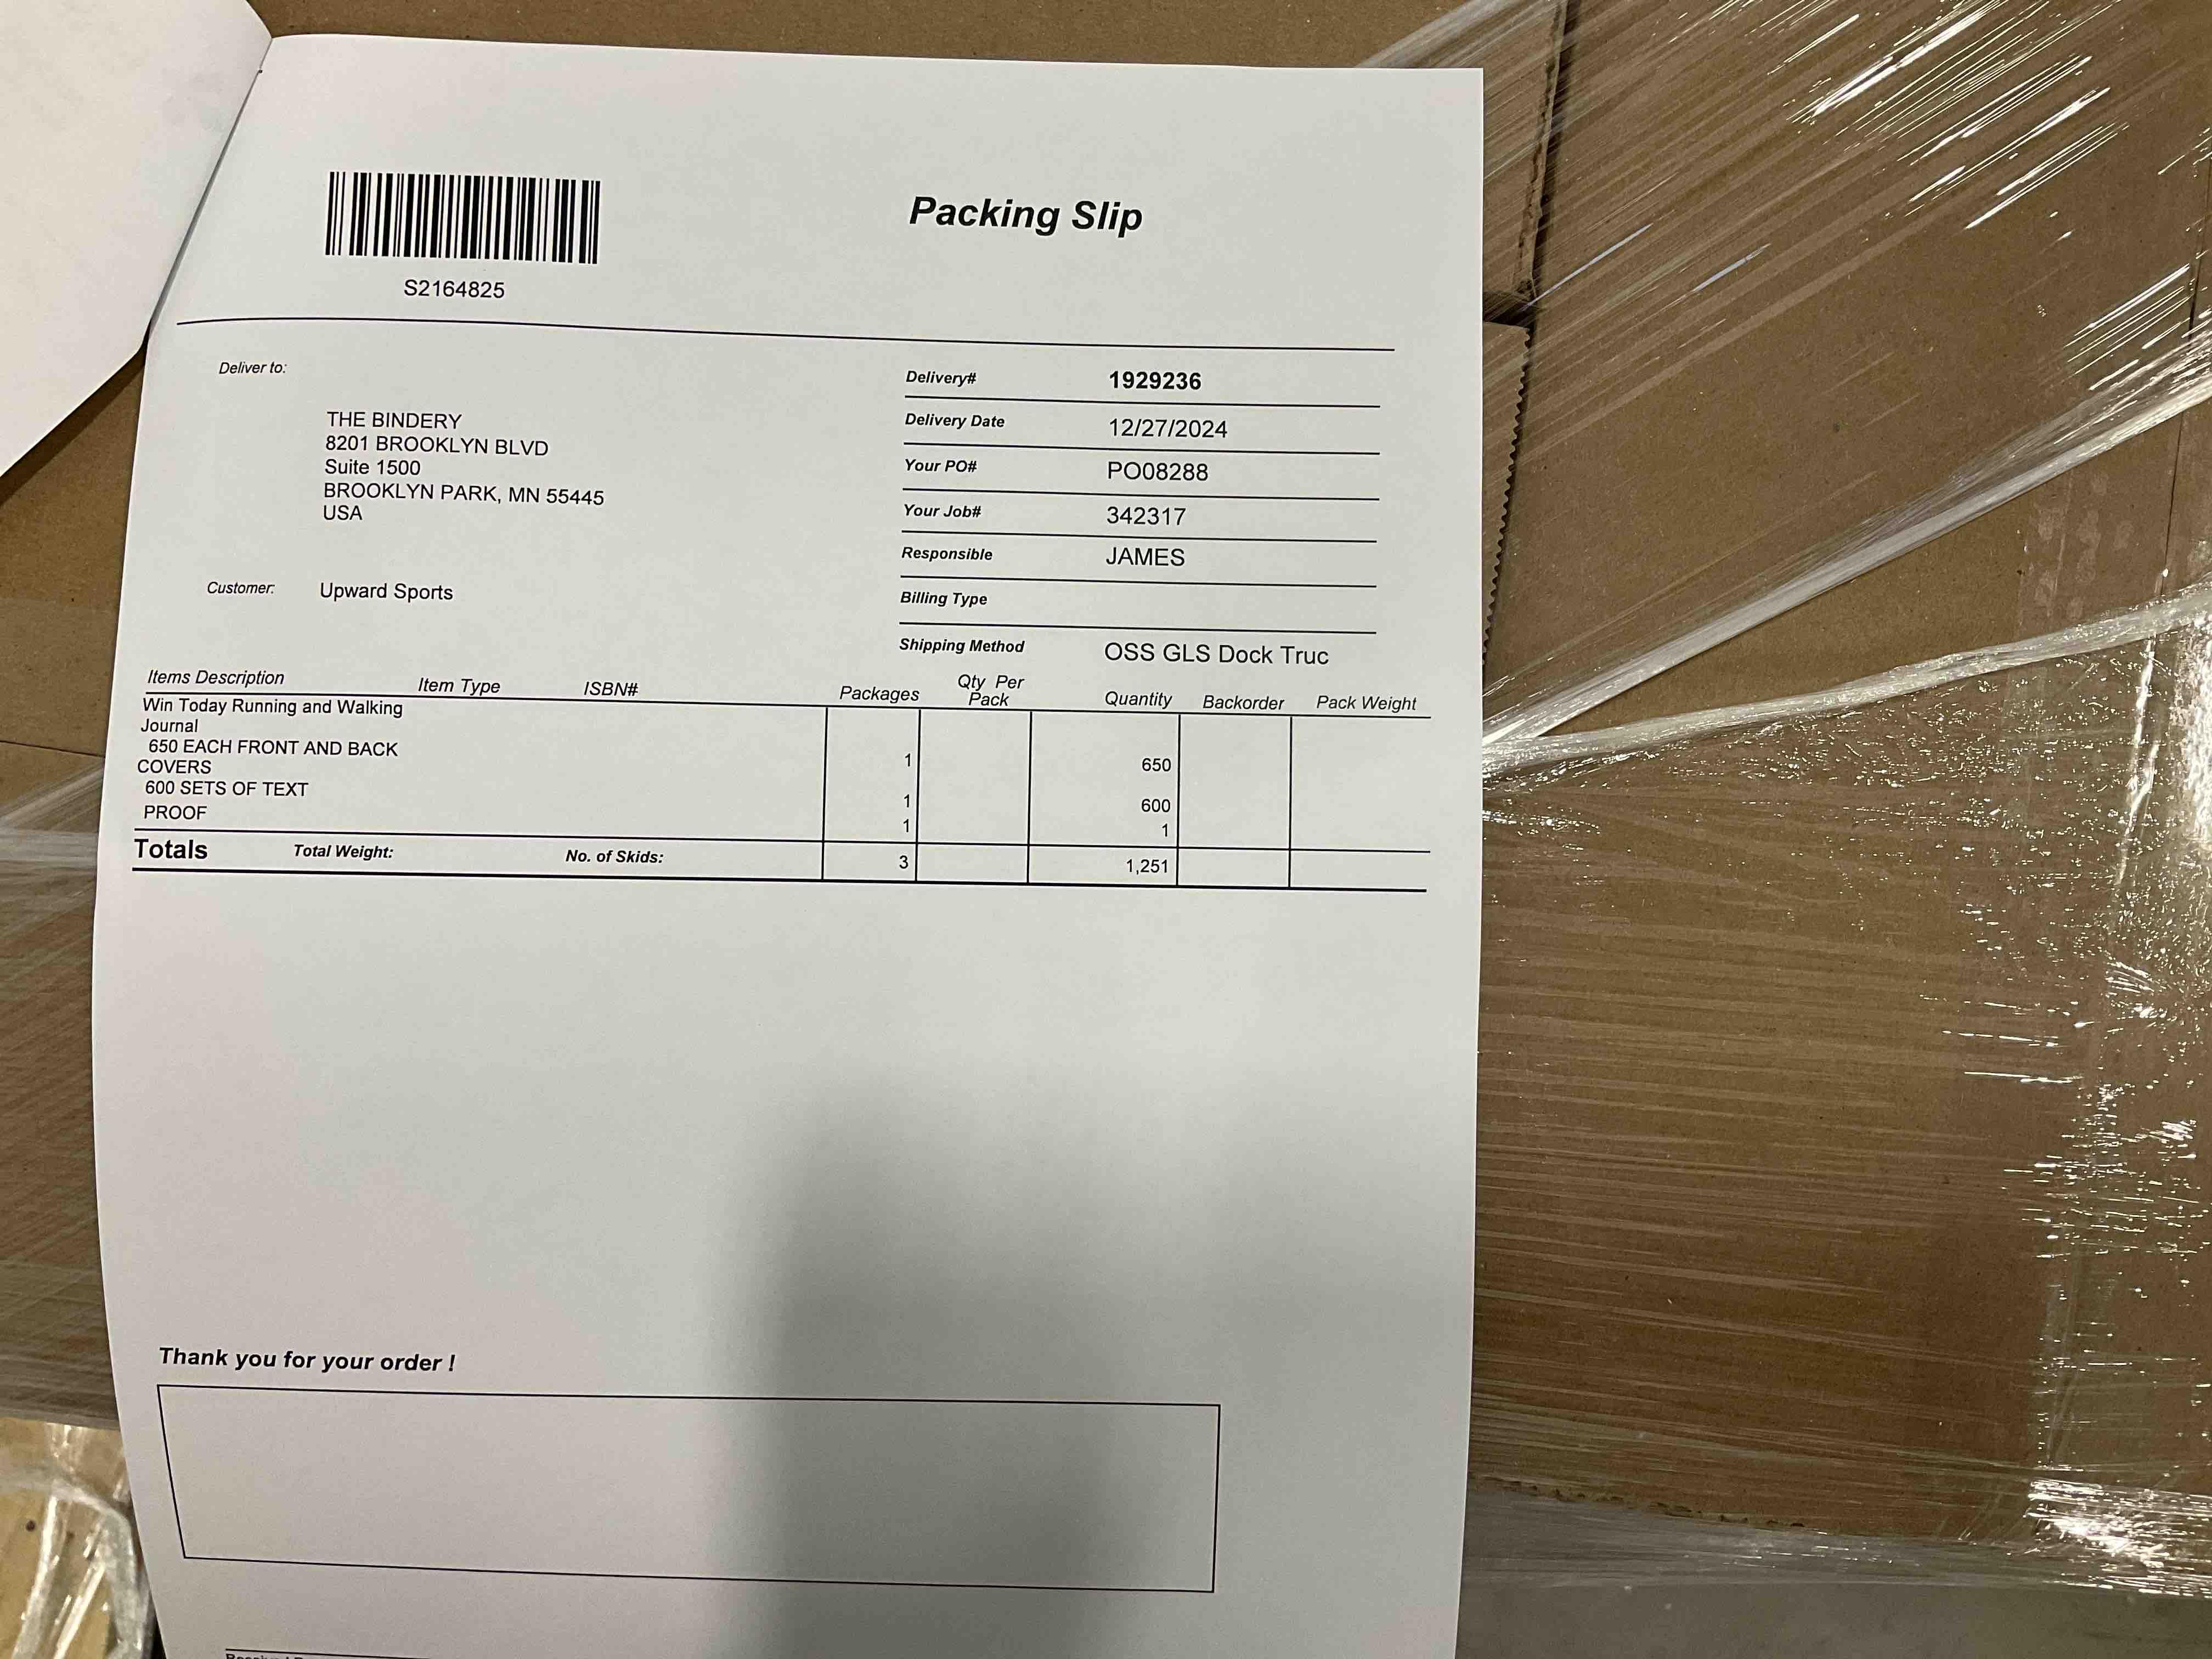 Packing Slip
S2164825
Deliver to:
THE BINDERY
8201 BROOKLYN BLVD
Suite 1500
BROOKLYN PARK, MN 55445
USA
Customer: Upward Sports
Delivery# 1929236
Delivery Date 12/27/2024
Your PO# PO08288
Your Job# 342317
Responsible JAMES
Billing Type
Shipping Method OSS GLS Dock Truc
Items Description Item Type ISBN# Packages Qty Per Pack Quantity Backorder Pack Weight
Win Today Running and Walking
Journal
650 EACH FRONT AND BACK
COVERS 1 650
600 SETS OF TEXT 1 600
PROOF 1 1
Totals Total Weight: No. of Skids: 3 1,251
Thank you for your order !